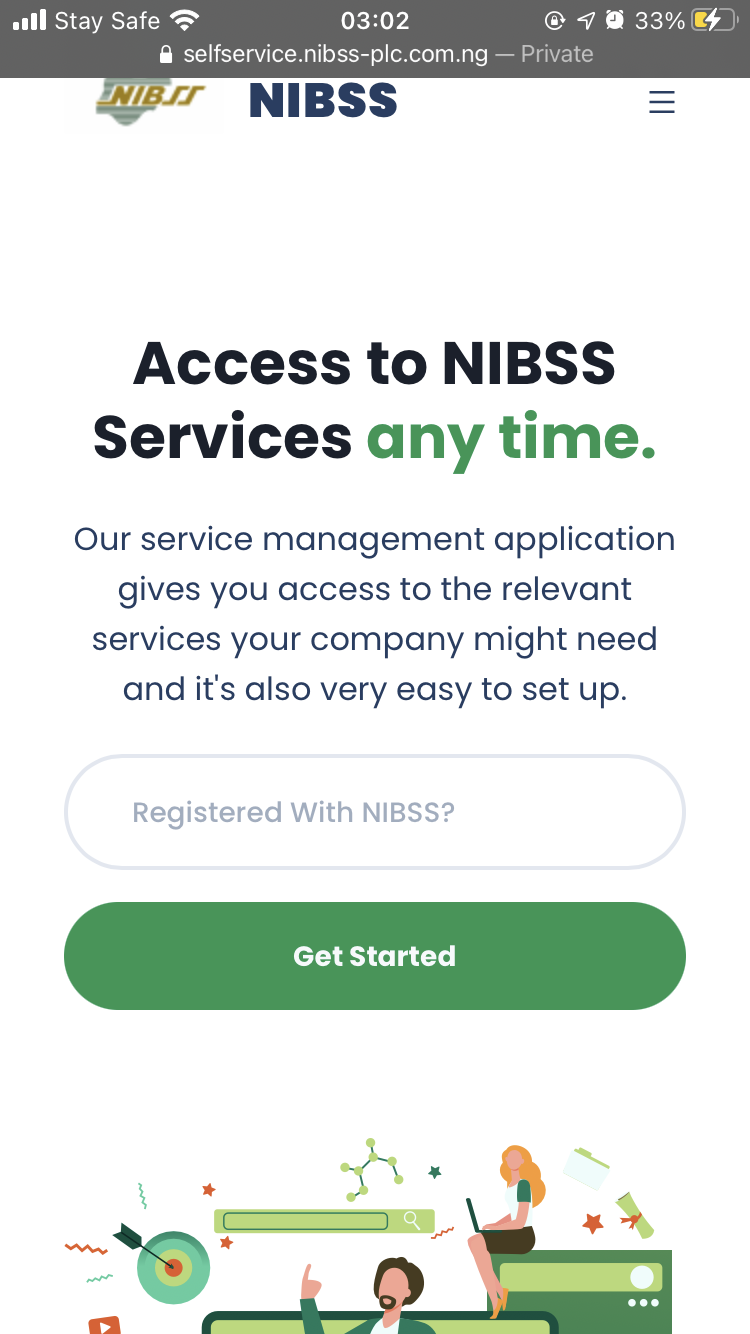 Stay Safe 03:02 33%
selfservice.nibss-plc.com.ng — Private
NIBSS NIBSS
Access to NIBSS
Services any time.
Our service management application
gives you access to the relevant
services your company might need
and it's also very easy to set up.
Registered With NIBSS?
Get Started